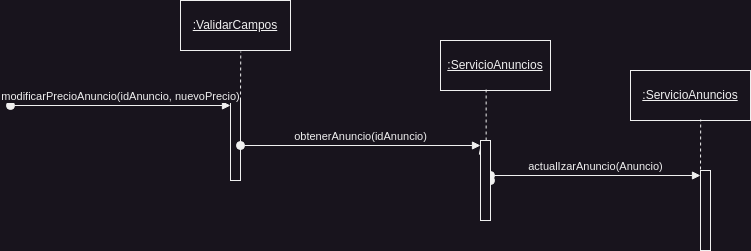 :ValidarCampos
:ServicioAnuncios
:ServicioAnuncios
modificarPrecioAnuncio(idAnuncio, nuevoPrecio)
obtenerAnuncio(idAnuncio)
actualIzarAnuncio(Anuncio)